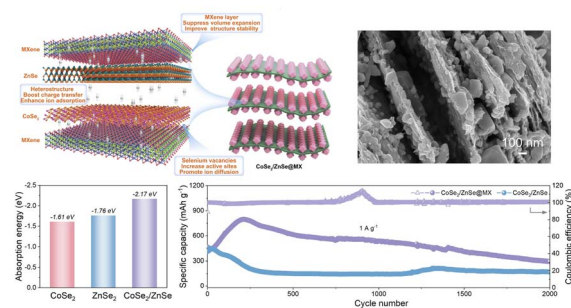 MXene layer
Suppress volume expansion
Improve structure stability
MXene
ZnSe
Heterostructure
Boost charge transfer
Enhance ion adsorption
CoSe₂
MXene
Selenium vacancies
Increase active sites
Promote ion diffusion
CoSe₂/ZnSe@MX
100 nm
Absorption energy (eV)
-2.5
-2.0
-1.5
-1.0
-0.5
0.0
-1.61 eV
-1.76 eV
-2.17 eV
CoSe₂
ZnSe₂
CoSe₂/ZnSe
Specific capacity (mAh g⁻¹)
1200
1000
800
600
400
200
0
CoSe₂/ZnSe@MX
CoSe₂/ZnSe
1 A g⁻¹
120
100
80
60
40
20
0
Coulombic efficiency (%)
0
500
1000
1500
2000
Cycle number